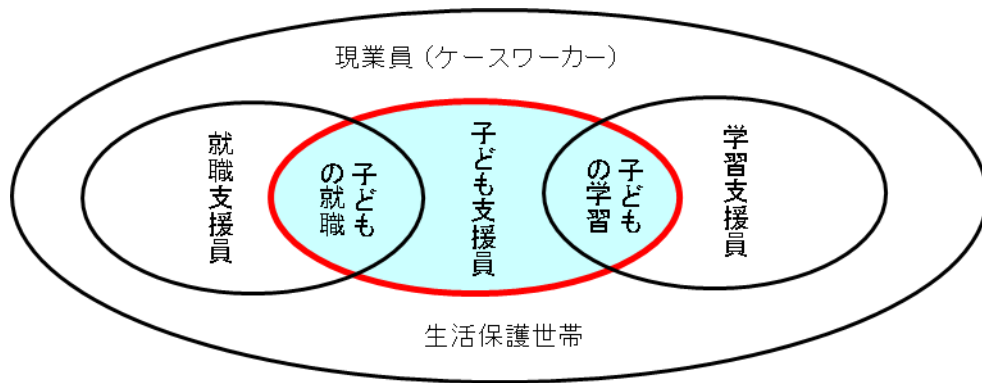 現業員（ケースワーカー）
就職支援員
子ども
の就職
子ども支援員
子ども
の学習
学習支援員
生活保護世帯